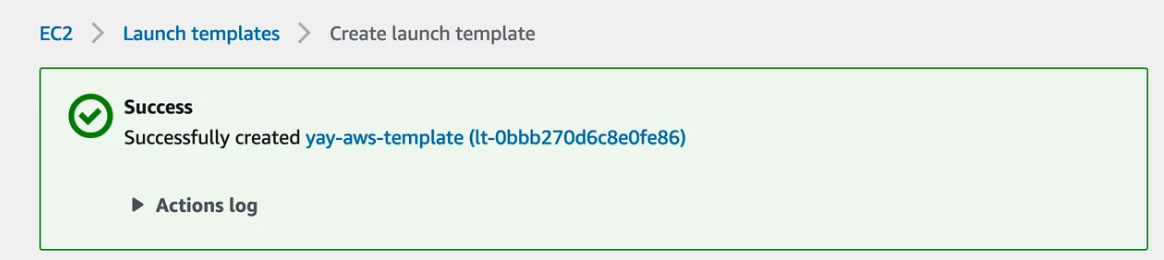 EC2 > Launch templates > Create launch template
Success
Successfully created yay-aws-template (lt-0bbb270d6c8e0fe86)
Actions log